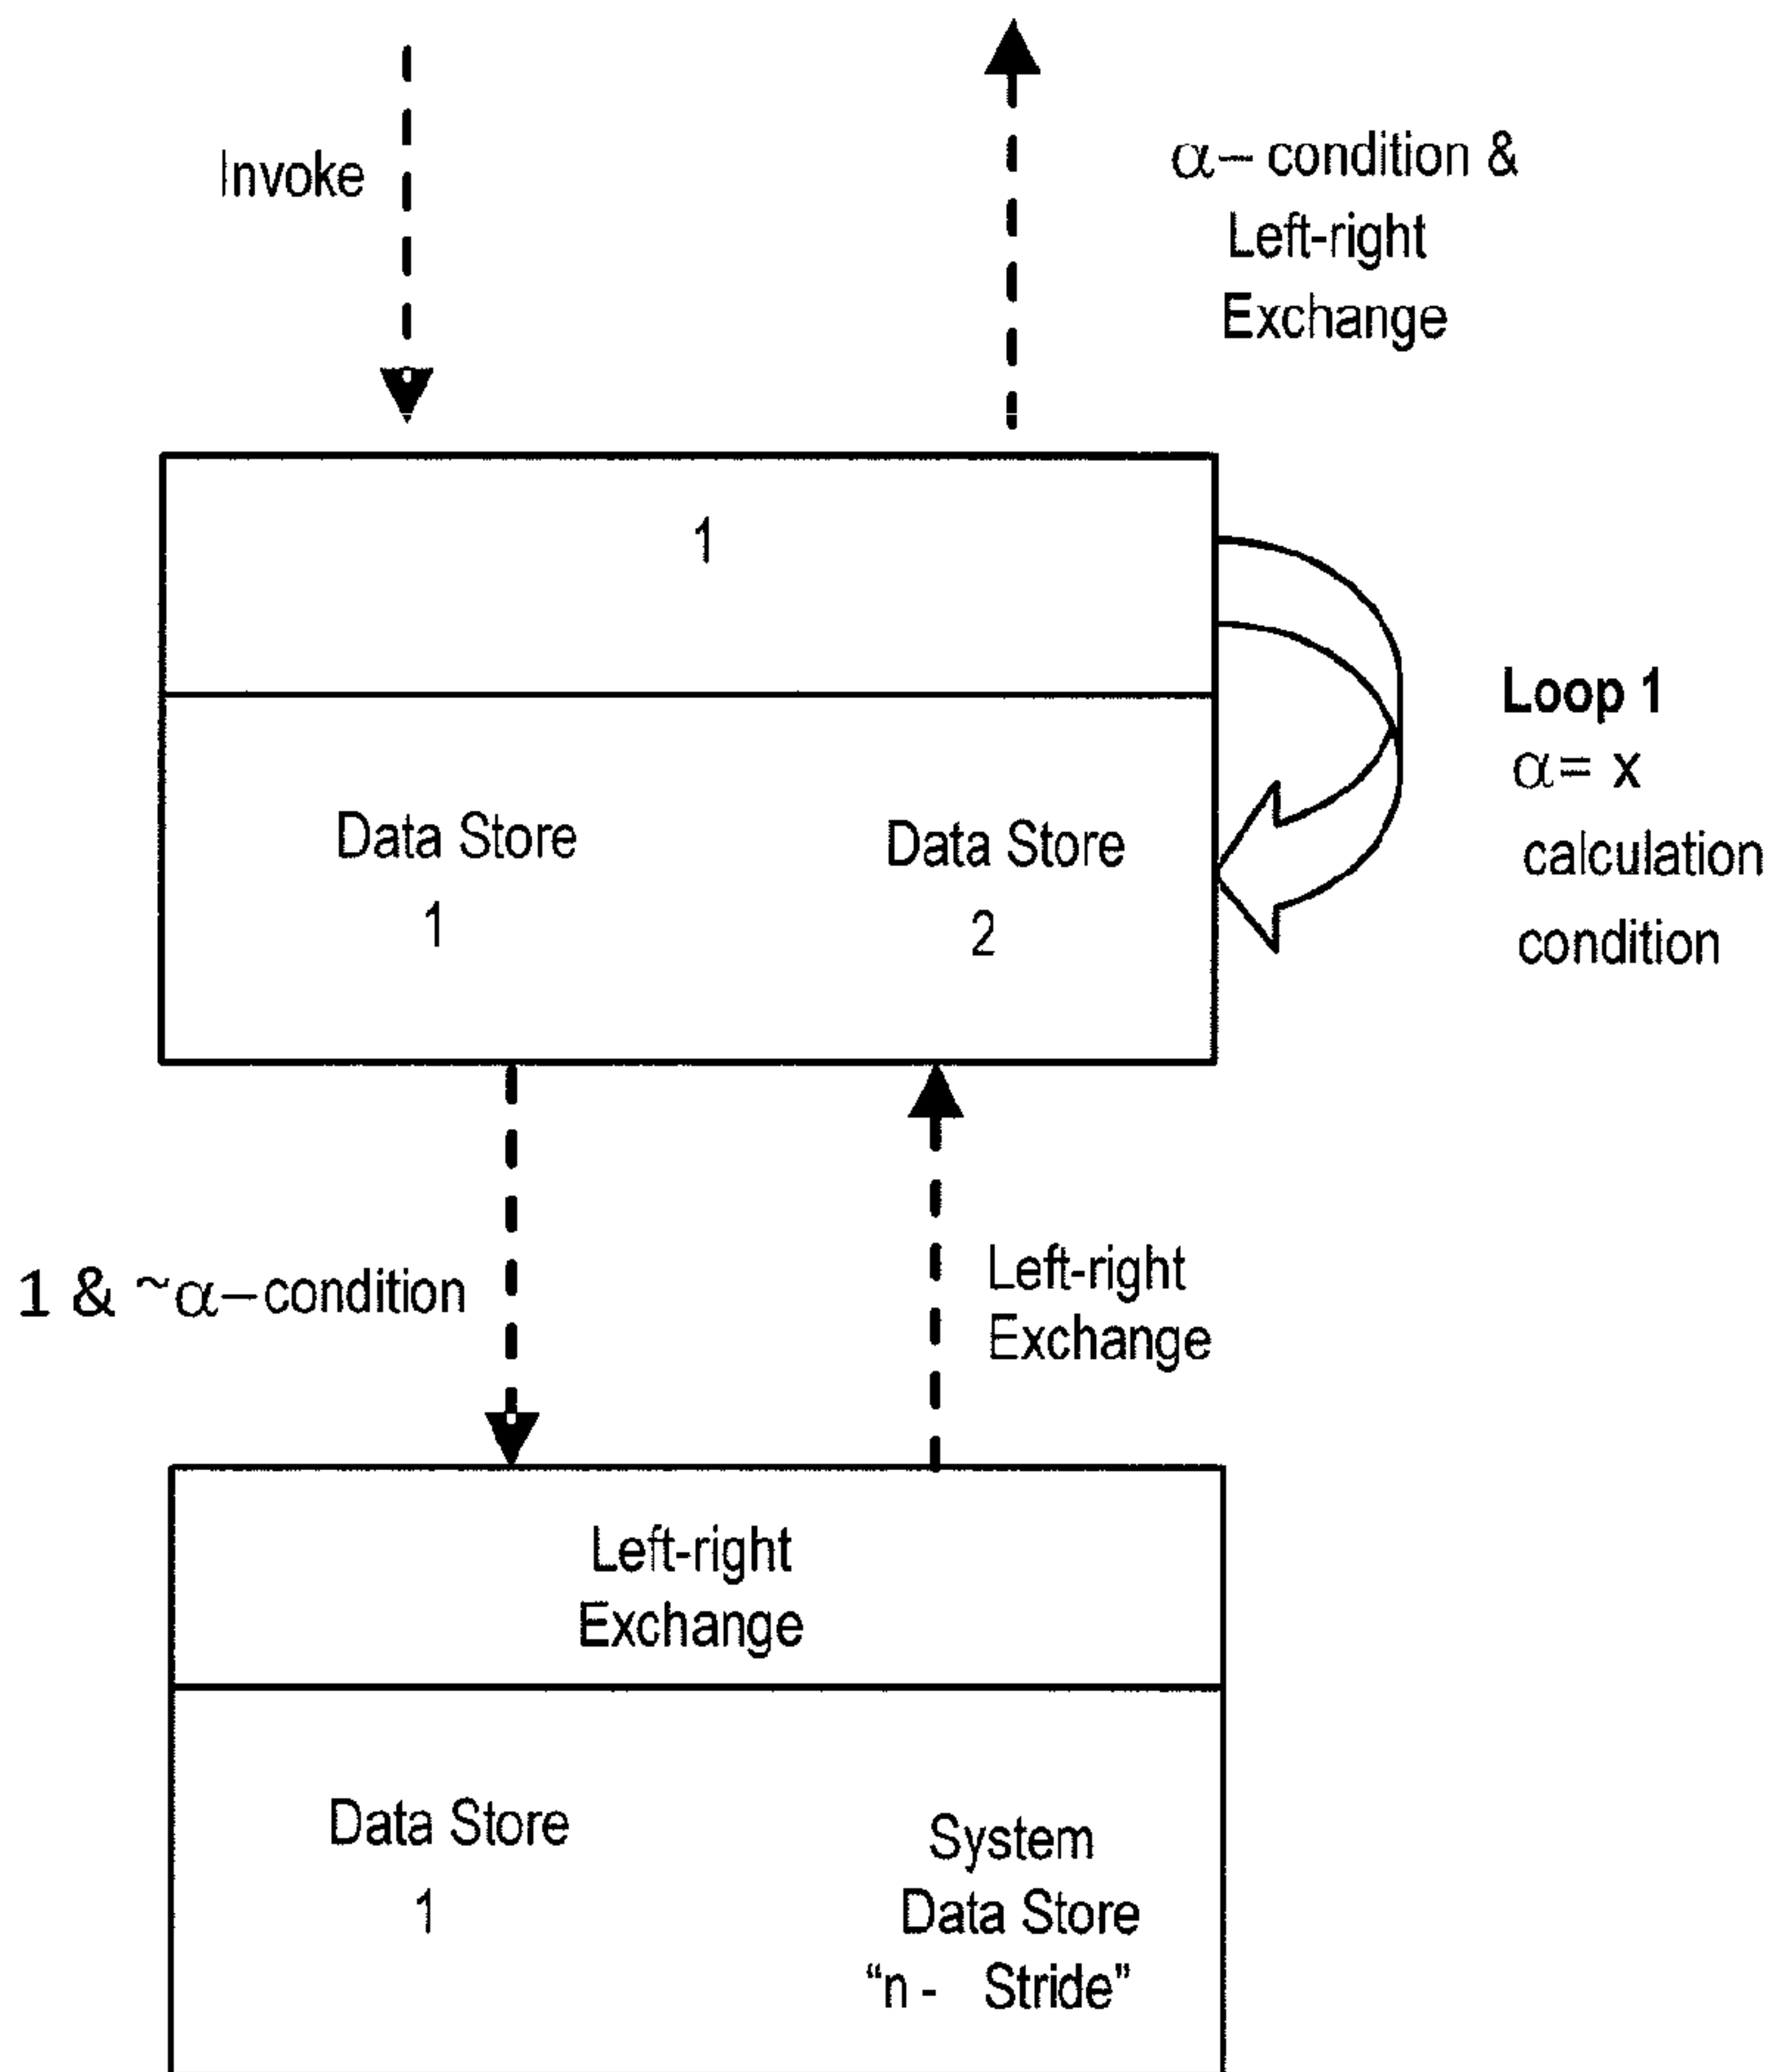 Invoke
α– condition &
Left-right
Exchange
1
Loop 1
α= x
calculation
condition
Data Store
1
Data Store
2
1 & ~α–condition
Left-right
Exchange
Left-right
Exchange
Data Store
1
System
Data Store
“n - Stride”